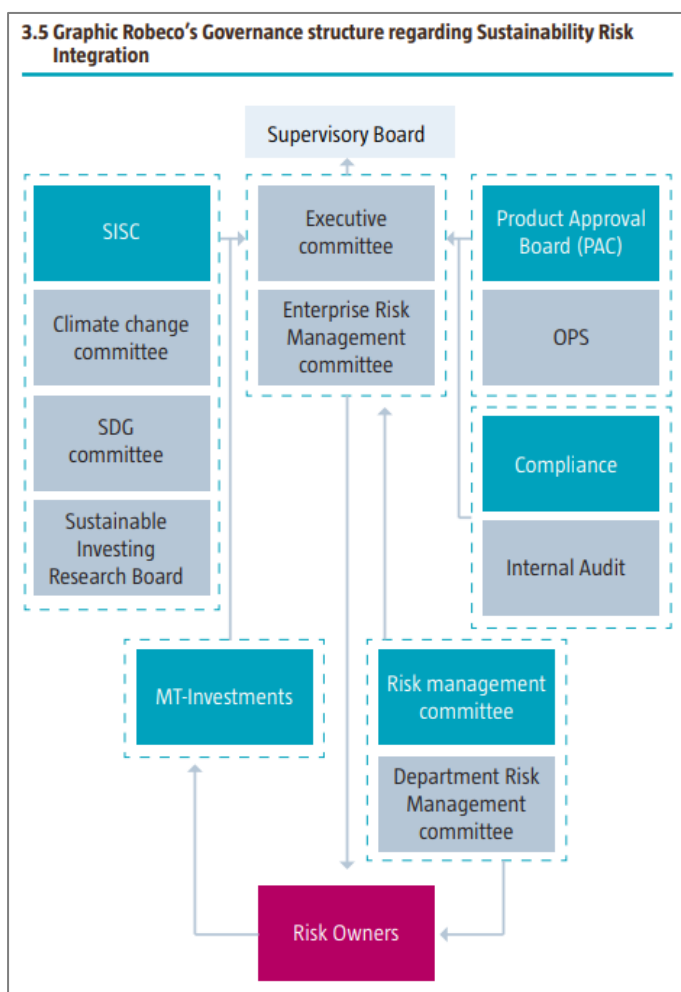 3.5 Graphic Robeco's Governance structure regarding Sustainability Risk
Integration
Supervisory Board
SISC
Climate change
committee
SDG
committee
Sustainable
Investing
Research Board
Executive
committee
Enterprise Risk
Management
committee
Product Approval
Board (PAC)
OPS
Compliance
Internal Audit
MT-Investments
Risk management
committee
Department Risk
Management
committee
Risk Owners